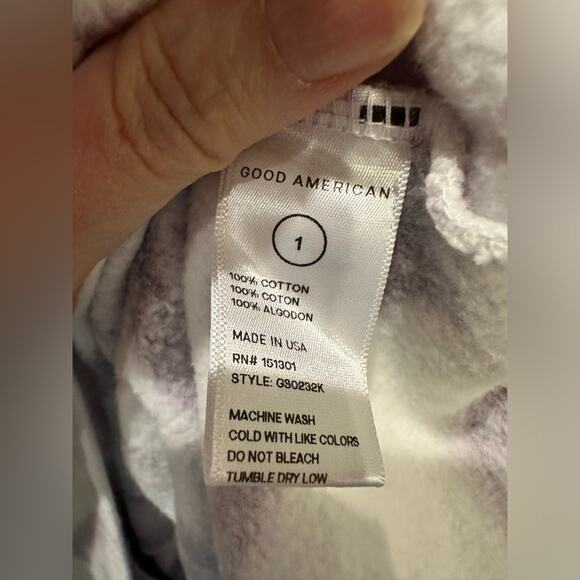 GOOD AMERICAN
1
100% COTTON
100% COTON
100% ALGODON
MADE IN USA
RN# 151301
STYLE: GS0232K
MACHINE WASH
COLD WITH LIKE COLORS
DO NOT BLEACH
TUMBLE DRY LOW